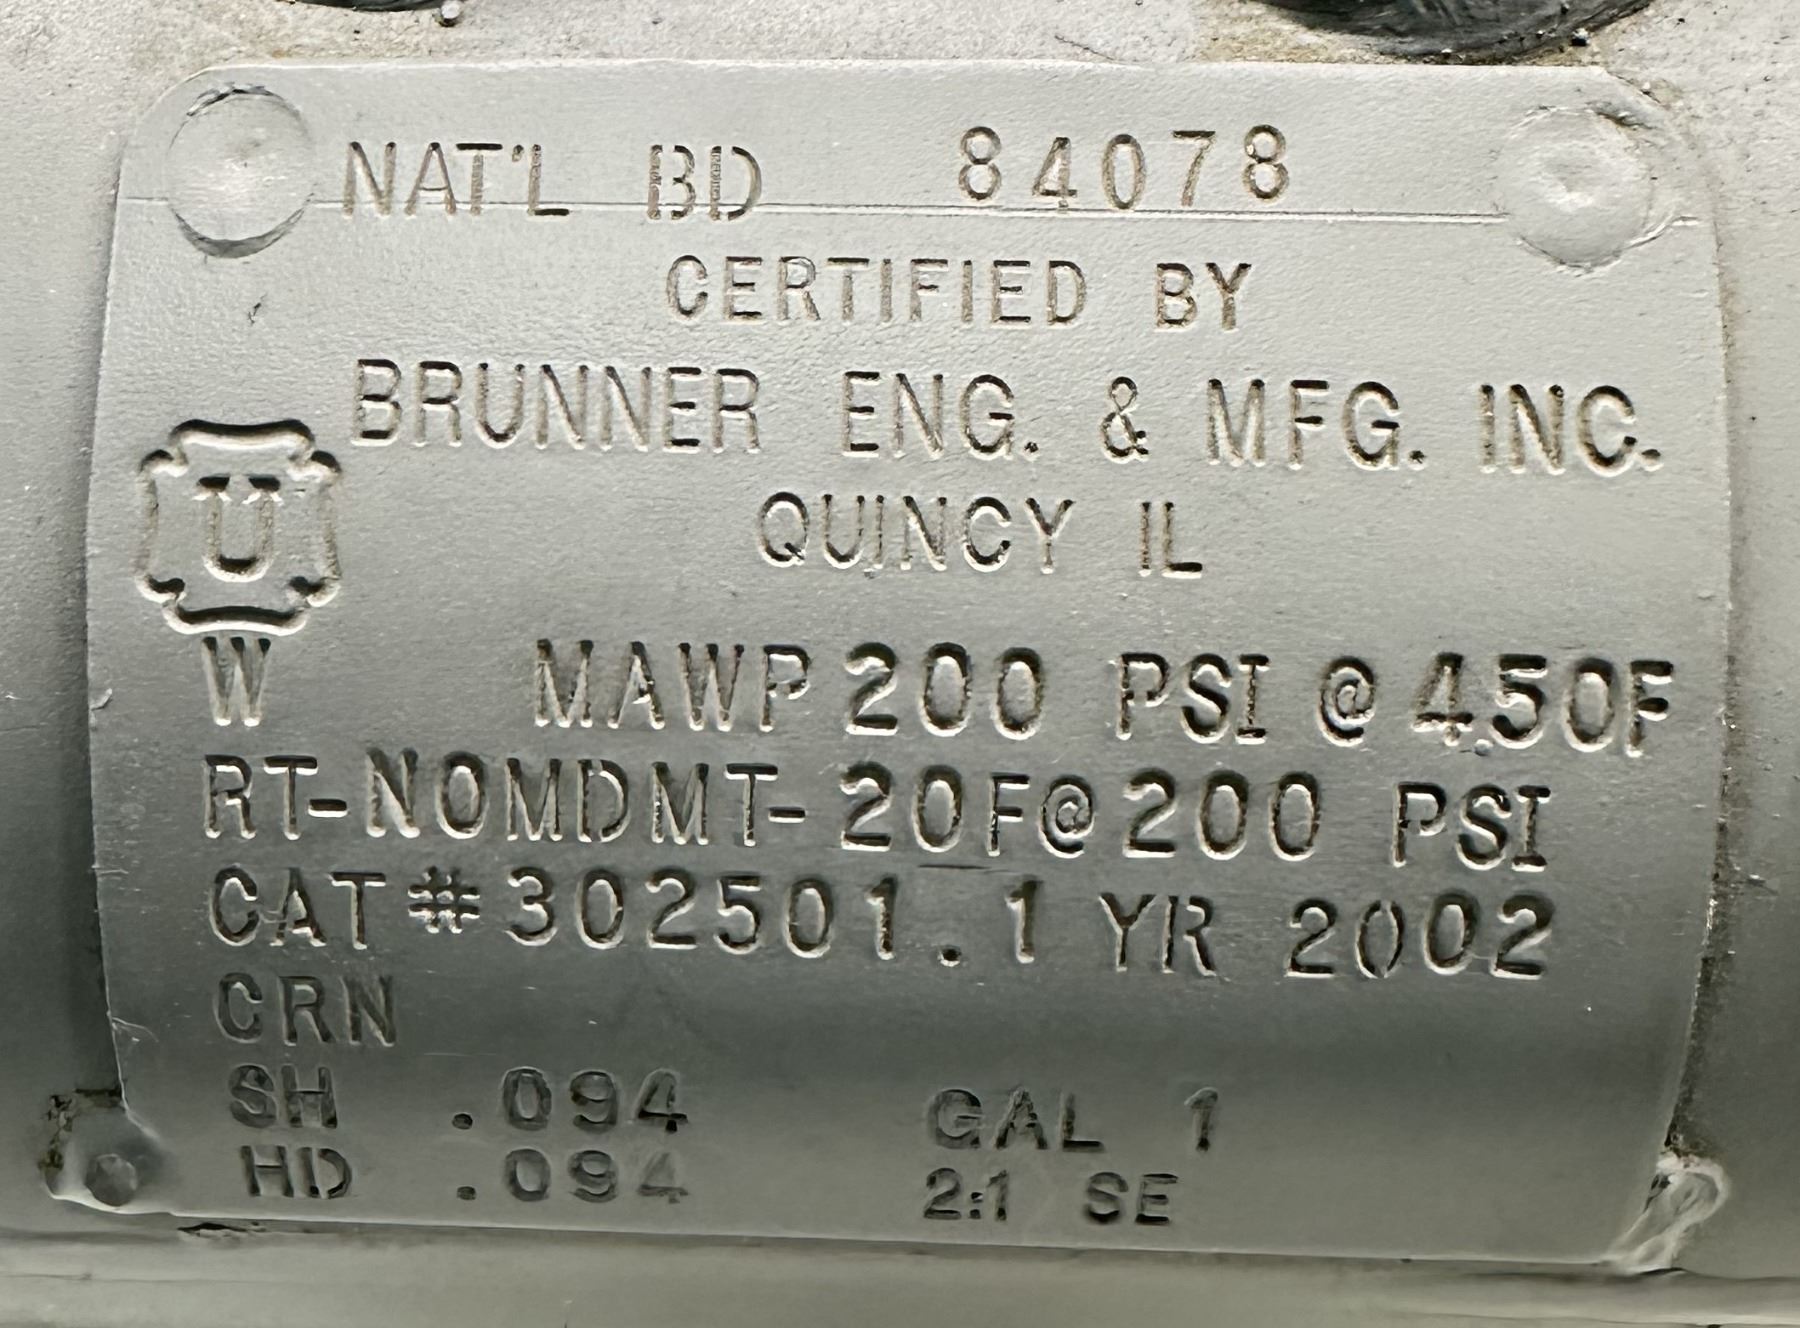 NAT'L BD 84078
CERTIFIED BY
BRUNNER ENG. & MFG. INC.
QUINCY IL
U
W MAWP 200 PSI @ 450F
RT-NOMDMT-20F@200 PSI
CAT#302501.1 YR 2002
CRN
SH .094 GAL 1
HD .094 2:1 SE